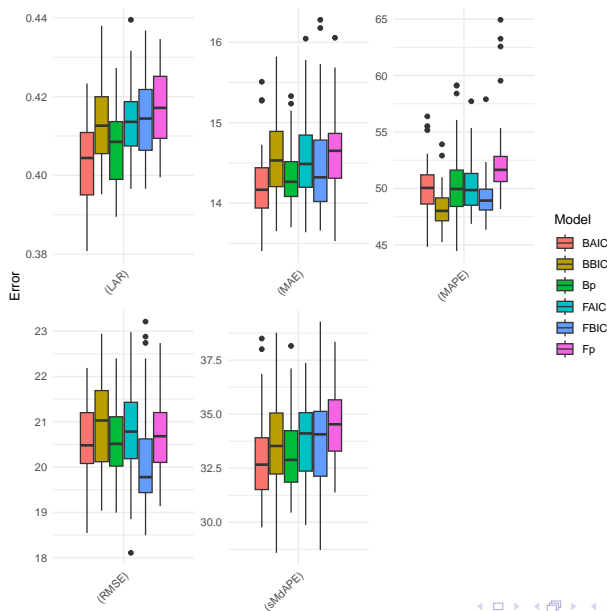 Error
0.44
0.42
0.40
0.38
(LAR)
16
14
(MAE)
65
60
55
50
45
(MAPE)
23
22
21
20
19
18
(RMSE)
37.5
35.0
32.5
30.0
(sMdAPE)
Model
BAIC
BBIC
Bp
FAIC
FBIC
Fp